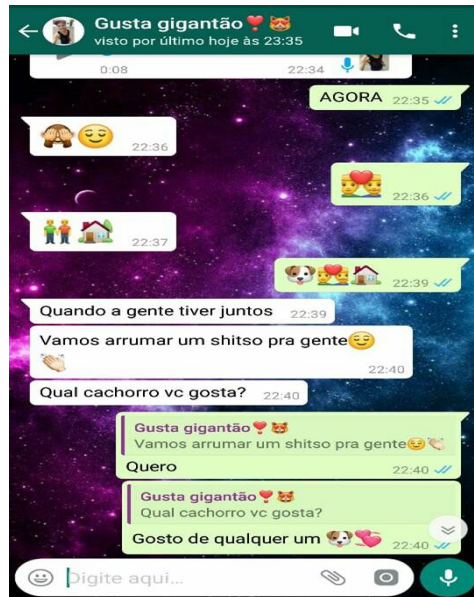 Gusta gigantão❣️😻
visto por último hoje às 23:35
0:08 22:34
AGORA 22:35
🙈😌 22:36
👨‍❤️‍👨 22:36
👬🏠 22:37
🐶👨‍❤️‍👨🏠 22:39
Quando a gente tiver juntos 22:39
Vamos arrumar um shitso pra gente😌
👏🏻 22:40
Qual cachorro vc gosta? 22:40
Gusta gigantão❣️😻
Vamos arrumar um shitso pra gente😌👏🏻
Quero 22:40
Gusta gigantão❣️😻
Qual cachorro vc gosta?
Gosto de qualquer um 🐶💕 22:40
Digite aqui...